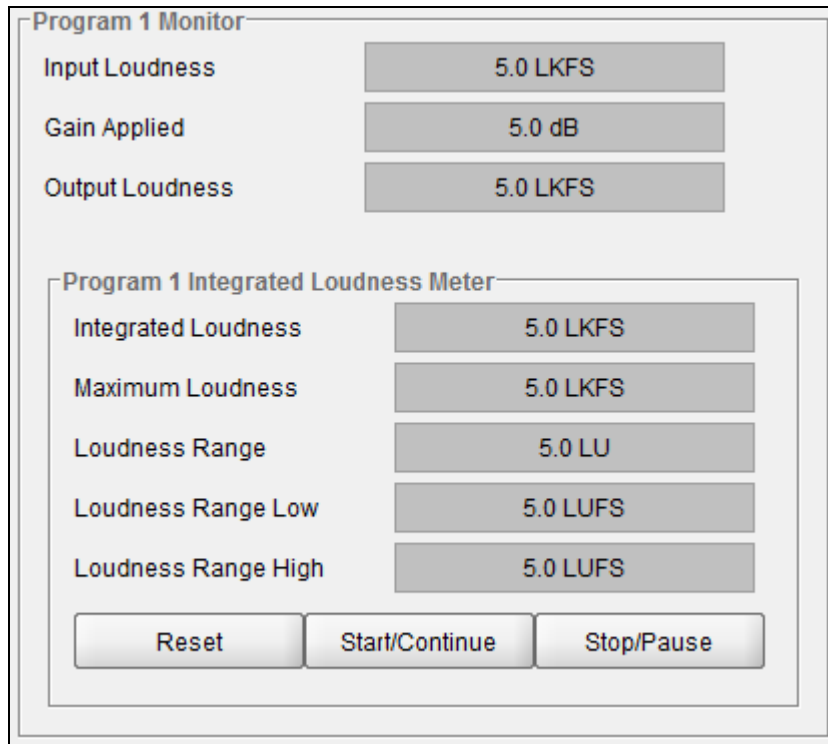 Program 1 Monitor
Input Loudness 5.0 LKFS
Gain Applied 5.0 dB
Output Loudness 5.0 LKFS
Program 1 Integrated Loudness Meter
Integrated Loudness 5.0 LKFS
Maximum Loudness 5.0 LKFS
Loudness Range 5.0 LU
Loudness Range Low 5.0 LUFS
Loudness Range High 5.0 LUFS
Reset Start/Continue Stop/Pause